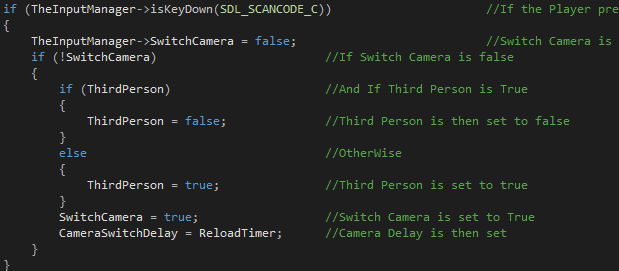 if (TheInputManager->isKeyDown(SDL_SCANCODE_C)) //If the Player pre
{
TheInputManager->SwitchCamera = false; //Switch Camera is
if (!SwitchCamera) //If Switch Camera is false
{
if (ThirdPerson) //And If Third Person is True
{
ThirdPerson = false; //Third Person is then set to false
}
else //OtherWise
{
ThirdPerson = true; //Third Person is set to true
}
SwitchCamera = true; //Switch Camera is set to True
CameraSwitchDelay = ReloadTimer; //Camera Delay is then set
}
}